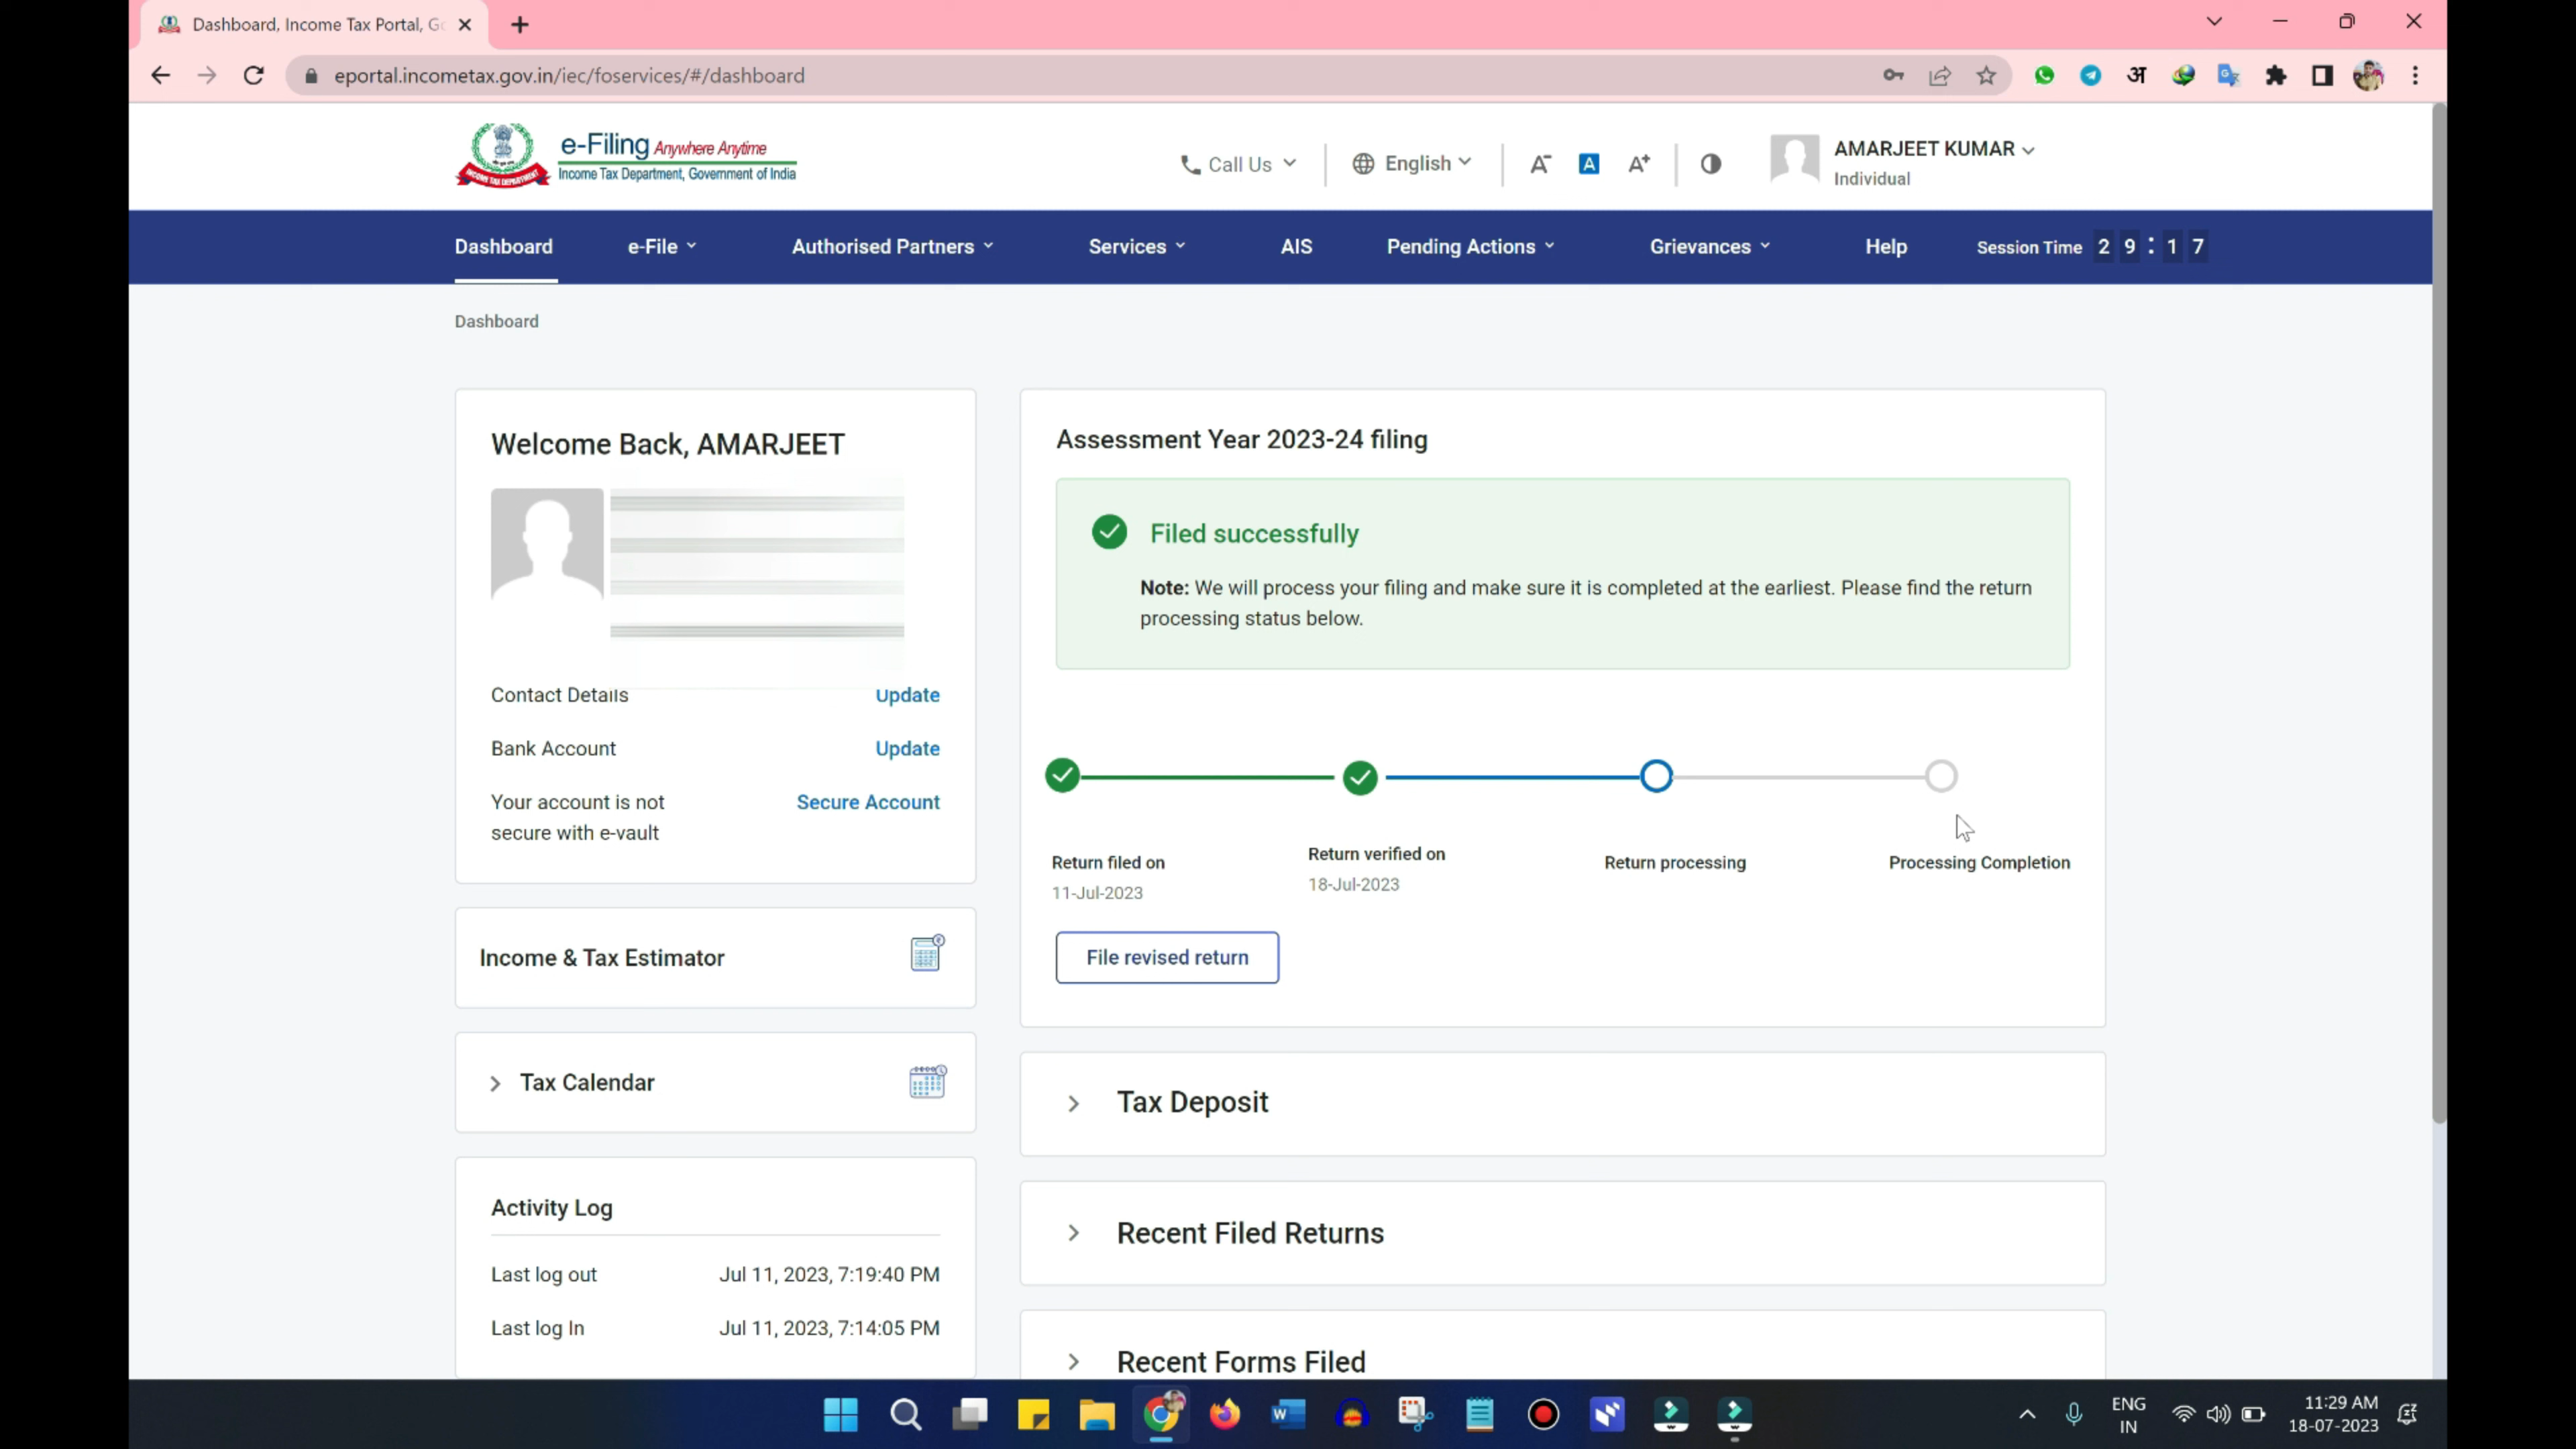 Dashboard, Income Tax Portal, Go
eportal.incometax.gov.in/iec/foservices/#/dashboard
अ
e-Filing Anywhere Anytime
Income Tax Department, Government of India
INCOME TAX DEPARTMENT
Call Us
English
A-
A
A+
AMARJEET KUMAR
Individual
Dashboard
e-File
Authorised Partners
Services
AIS
Pending Actions
Grievances
Help
Session Time 29:17
Dashboard
Welcome Back, AMARJEET
Contact Details Update
Bank Account Update
Your account is not Secure Account
secure with e-vault
Income & Tax Estimator
Tax Calendar
Activity Log
Last log out Jul 11, 2023, 7:19:40 PM
Last log In Jul 11, 2023, 7:14:05 PM
Assessment Year 2023-24 filing
Filed successfully
Note: We will process your filing and make sure it is completed at the earliest. Please find the return
processing status below.
Return filed on
11-Jul-2023
Return verified on
18-Jul-2023
Return processing
Processing Completion
File revised return
Tax Deposit
Recent Filed Returns
Recent Forms Filed
ENG
IN
11:29 AM
18-07-2023